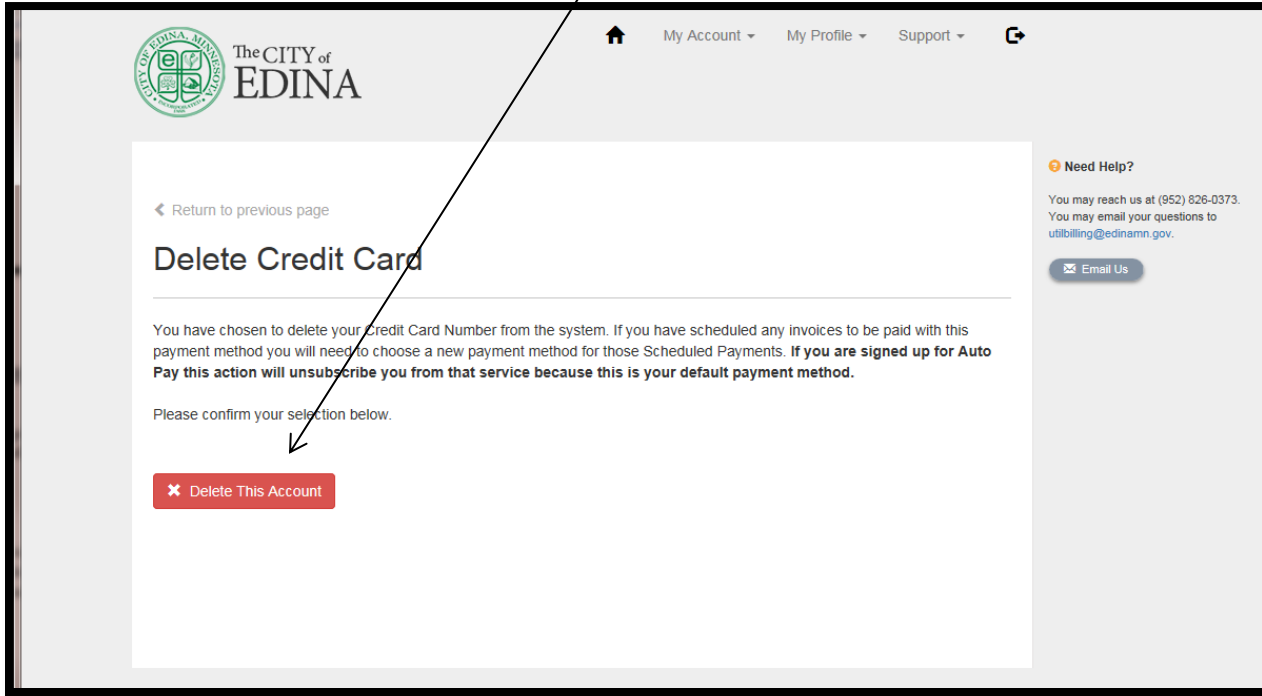 CITY OF EDINA, MINNESOTA
INCORPORATED
The CITY of
EDINA
My Account
My Profile
Support
Return to previous page
Delete Credit Card
You have chosen to delete your Credit Card Number from the system. If you have scheduled any invoices to be paid with this
payment method you will need to choose a new payment method for those Scheduled Payments. If you are signed up for Auto
Pay this action will unsubscribe you from that service because this is your default payment method.
Please confirm your selection below.
Delete This Account
Need Help?
You may reach us at (952) 826-0373.
You may email your questions to
utilbilling@edinamn.gov.
Email Us